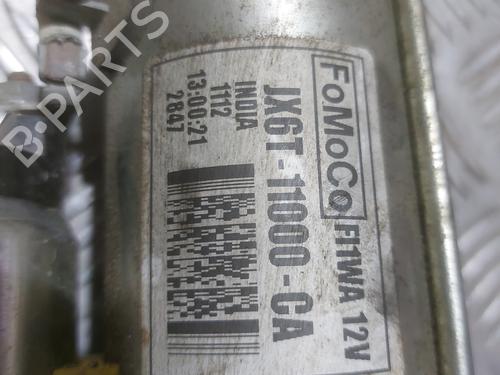 FoMoCo F1WA 12V
JX6T-11000-CA
INDIA
1112
13:00:21
2847
B-PARTS